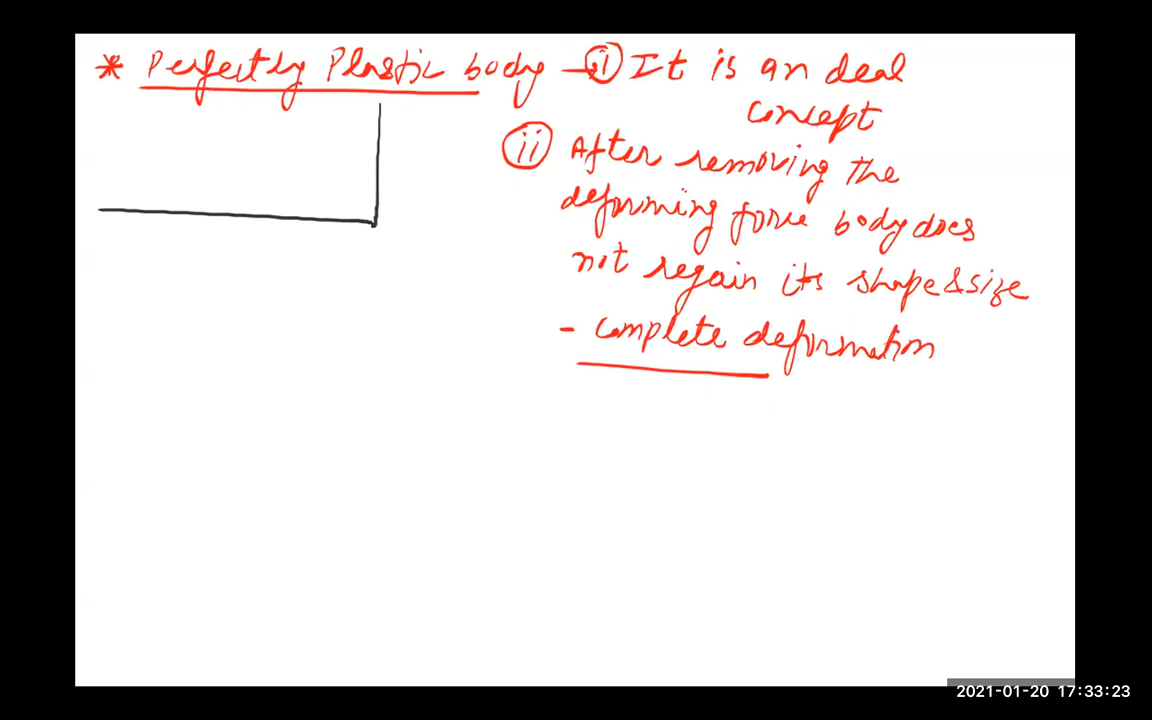 * Perfectly Plastic body → (i) It is an deal
concept
(ii) After removing the
deforming force body does
not regain its shape & size
- complete deformation
2021-01-20 17:33:23